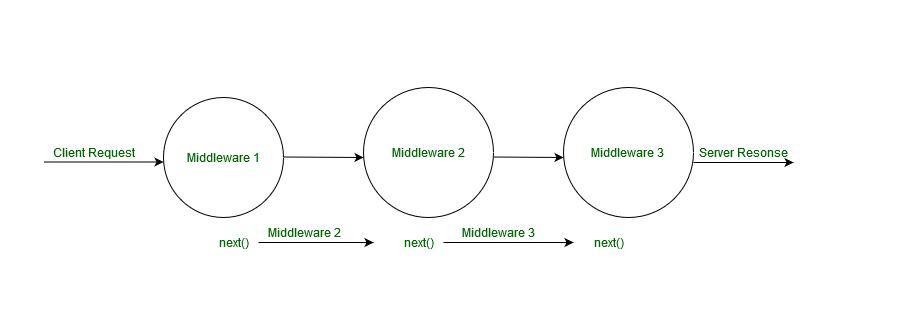 Client Request
Middleware 1
Middleware 2
Middleware 3
Server Resonse
next()
Middleware 2
next()
Middleware 3
next()